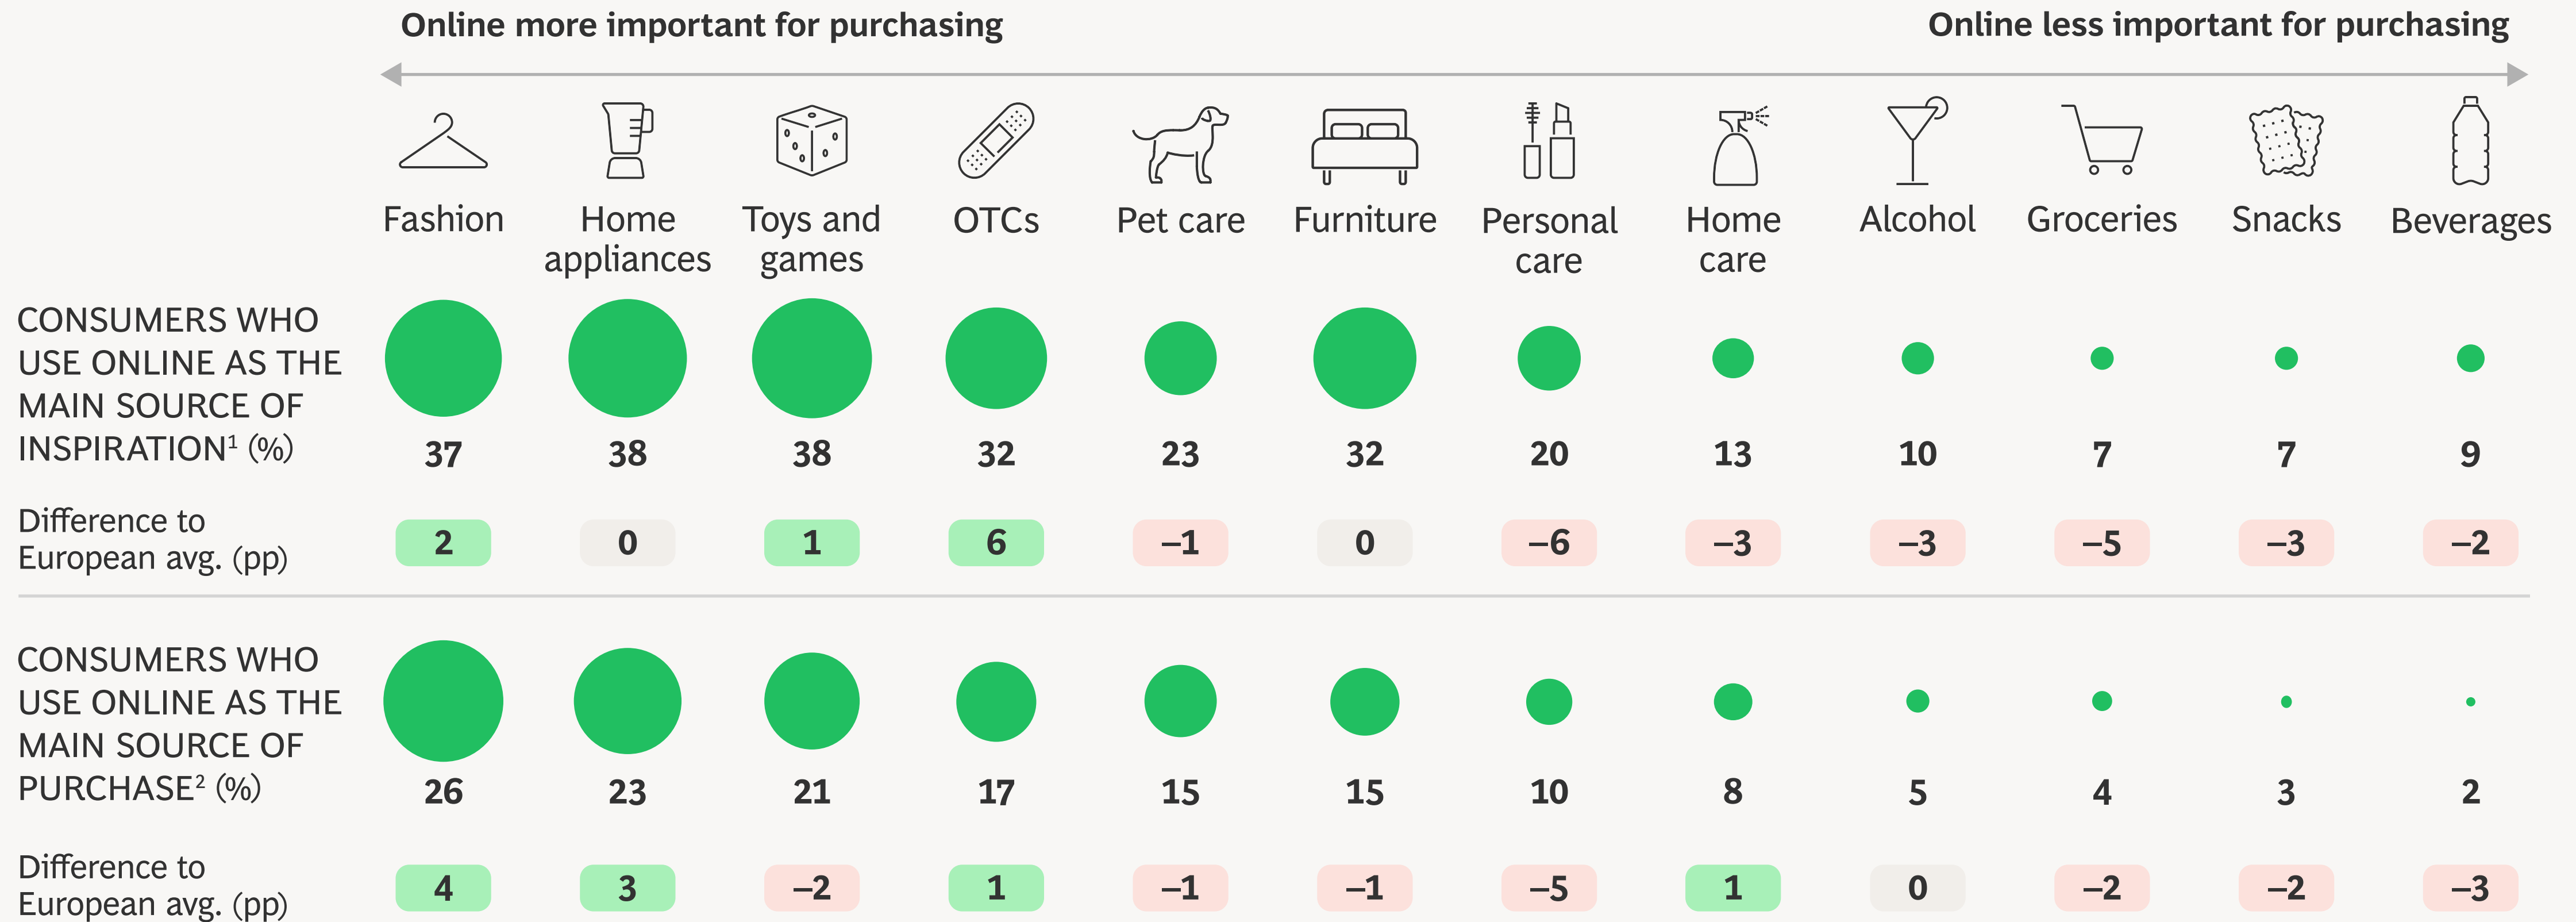 Online more important for purchasing
Online less important for purchasing
Fashion
Home
appliances
Toys and
games
OTCs
Pet care
Furniture
Personal
care
Home
care
Alcohol
Groceries
Snacks
Beverages
CONSUMERS WHO
USE ONLINE AS THE
MAIN SOURCE OF
INSPIRATION¹ (%)
37 38 38 32 23 32 20 13 10 7 7 9
Difference to
European avg. (pp)
2 0 1 6 –1 0 –6 –3 –3 –5 –3 –2
CONSUMERS WHO
USE ONLINE AS THE
MAIN SOURCE OF
PURCHASE² (%)
26 23 21 17 15 15 10 8 5 4 3 2
Difference to
European avg. (pp)
4 3 –2 1 –1 –1 –5 1 0 –2 –2 –3